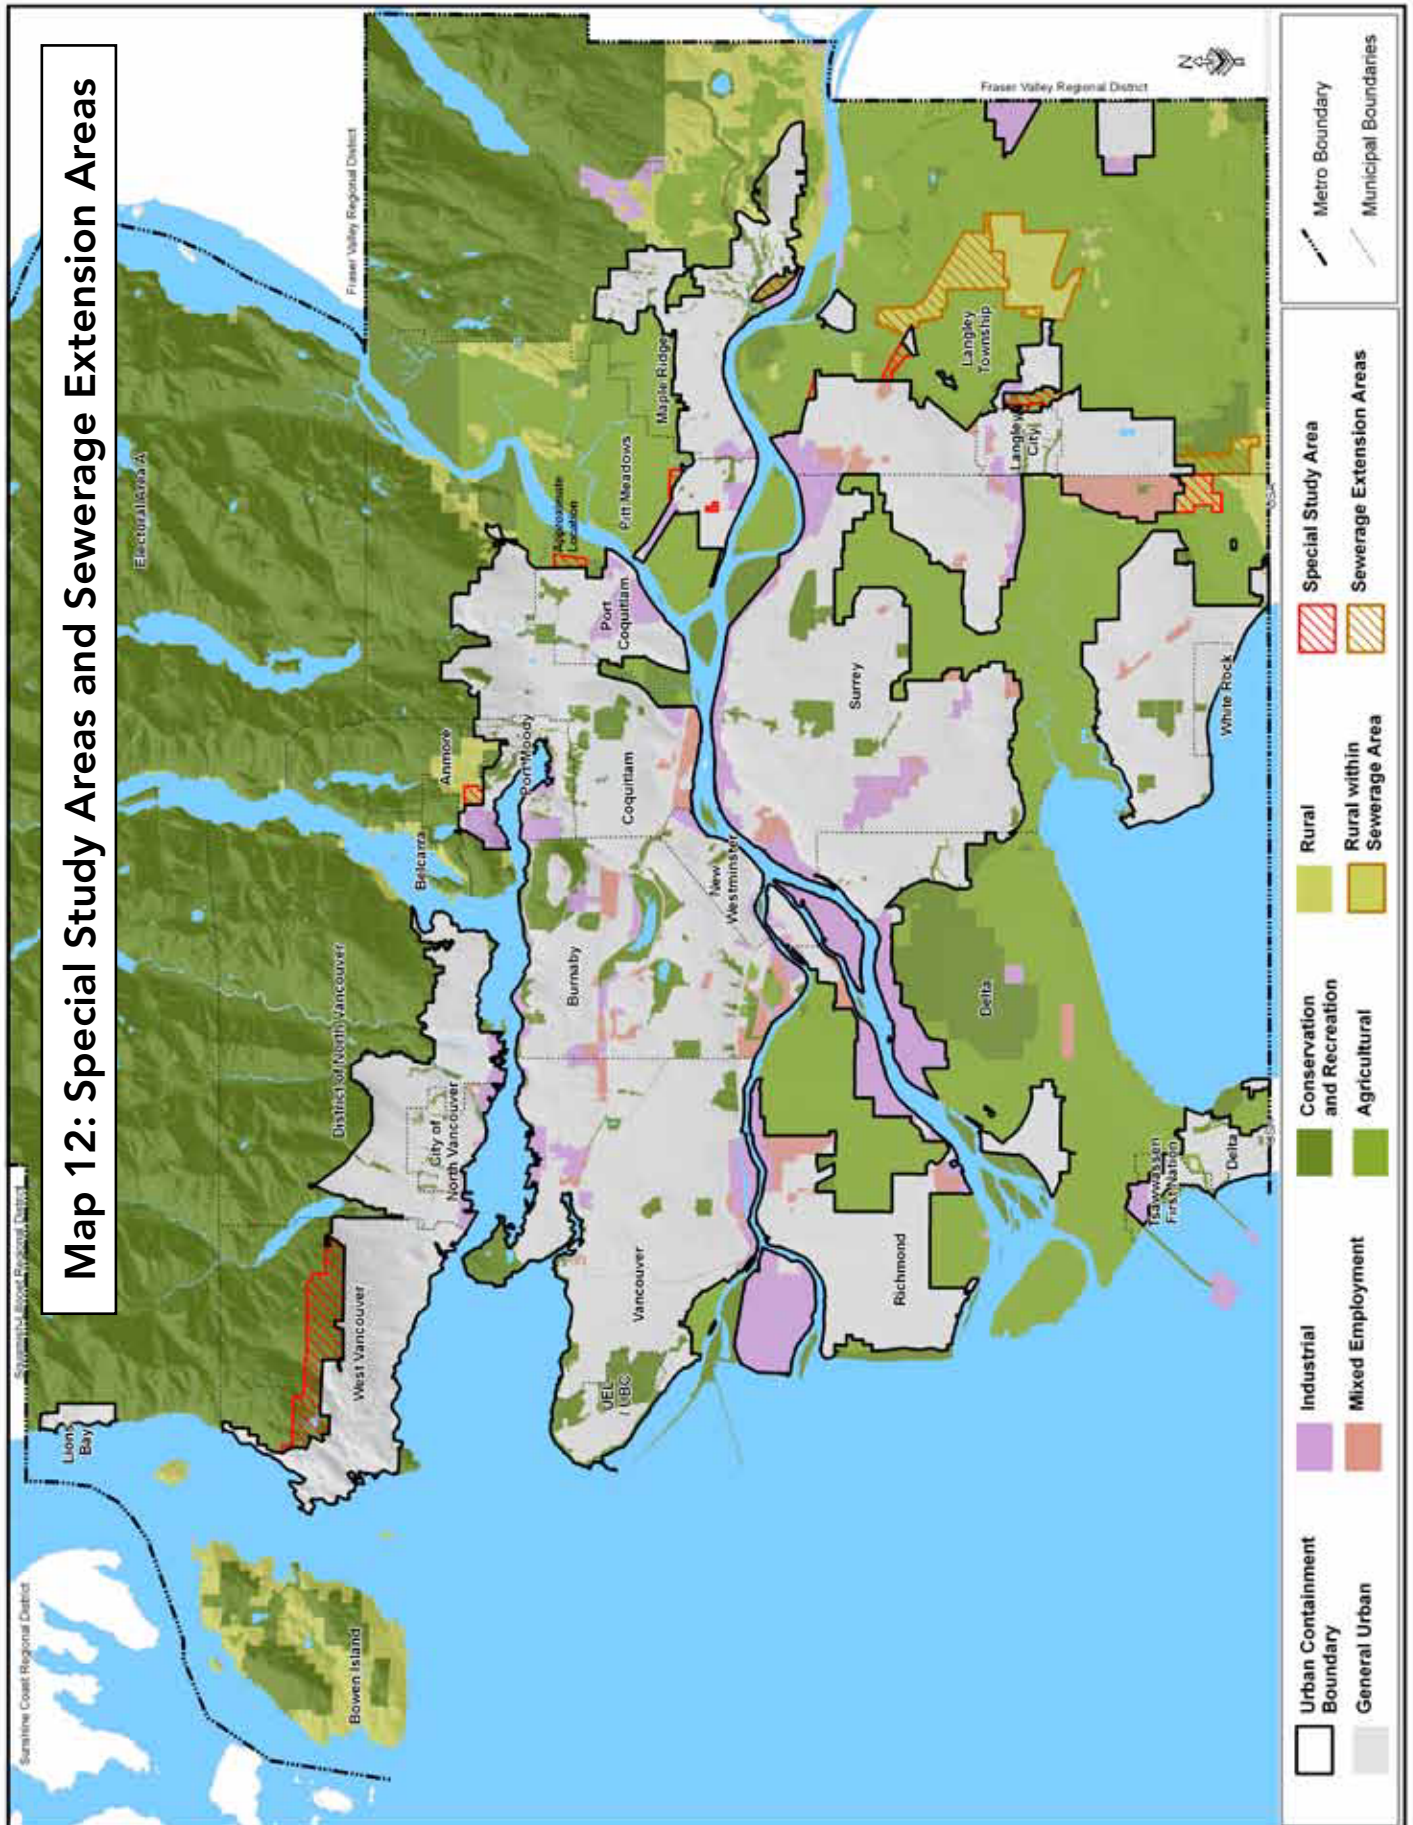 Map 12: Special Study Areas and Sewerage Extension Areas
Sunshine Coast Regional District
Squamish-Lillooet Regional District
Fraser Valley Regional District
Electoral Area A
Lions
Bay
Bowen Island
West Vancouver
District of North Vancouver
City of
North Vancouver
Belcarra
Anmore
Port Moody
Port
Coquitlam
Coquitlam
Approximate
Location
Pitt Meadows
Maple Ridge
UEL
/ UBC
Vancouver
Burnaby
New
Westminster
Richmond
Surrey
Langley
Township
Langley
City
Delta
Tsawwassen
First Nation
Delta
White Rock
USA
Fraser Valley Regional District
N
Urban Containment
Boundary
General Urban
Industrial
Mixed Employment
Conservation
and Recreation
Agricultural
Rural
Rural within
Sewerage Area
Special Study Area
Sewerage Extension Areas
Metro Boundary
Municipal Boundaries